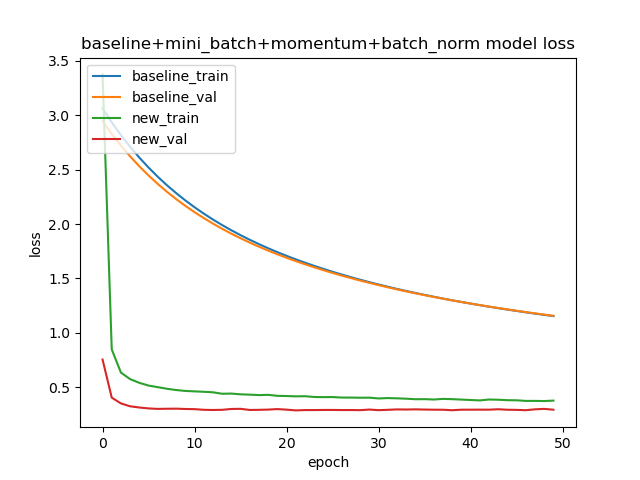 baseline+mini_batch+momentum+batch_norm model loss
3.5
3.0
2.5
2.0
1.5
1.0
0.5
loss
baseline_train
baseline_val
new_train
new_val
0 10 20 30 40 50
epoch